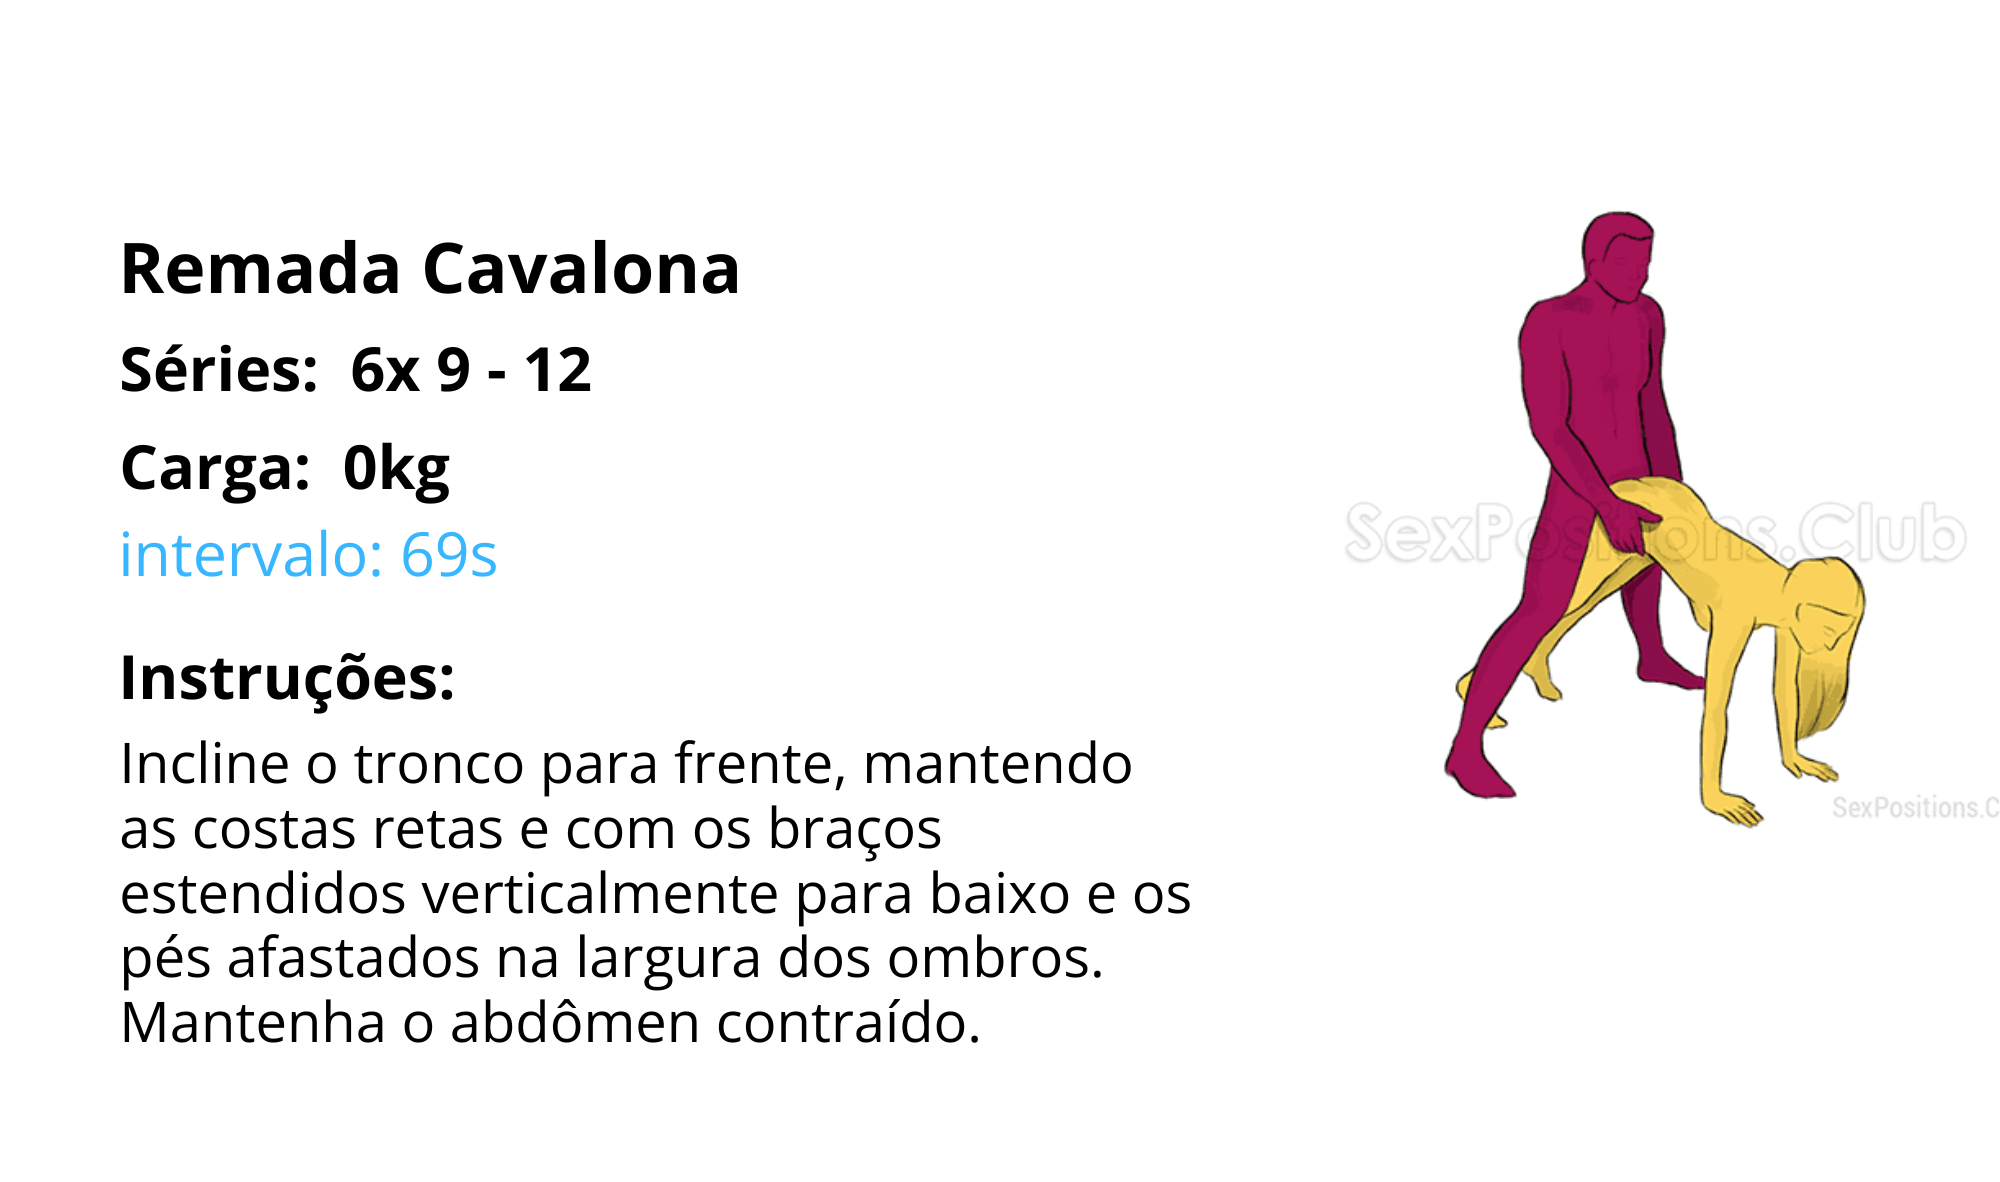 Remada Cavalona
Séries: 6x 9 - 12
Carga: 0kg
intervalo: 69s
Instruções:
Incline o tronco para frente, mantendo
as costas retas e com os braços
estendidos verticalmente para baixo e os
pés afastados na largura dos ombros.
Mantenha o abdômen contraído.
SexPositions.Club
SexPositions.C